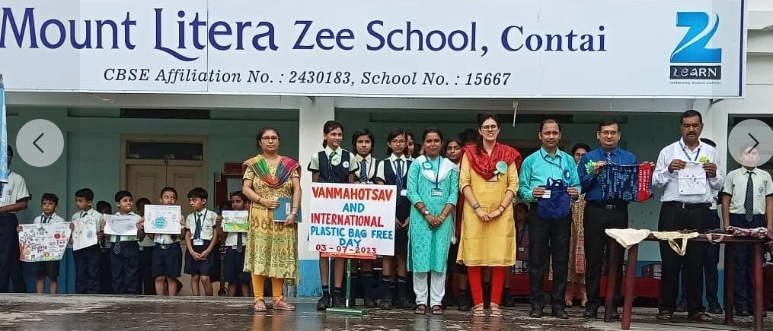 Mount Litera Zee School, Contai
CBSE Affiliation No. : 2430183, School No. : 15667
Z
LEARN
VANMAHOTSAV
AND
INTERNATIONAL
PLASTIC BAG FREE
DAY
03-07-2023